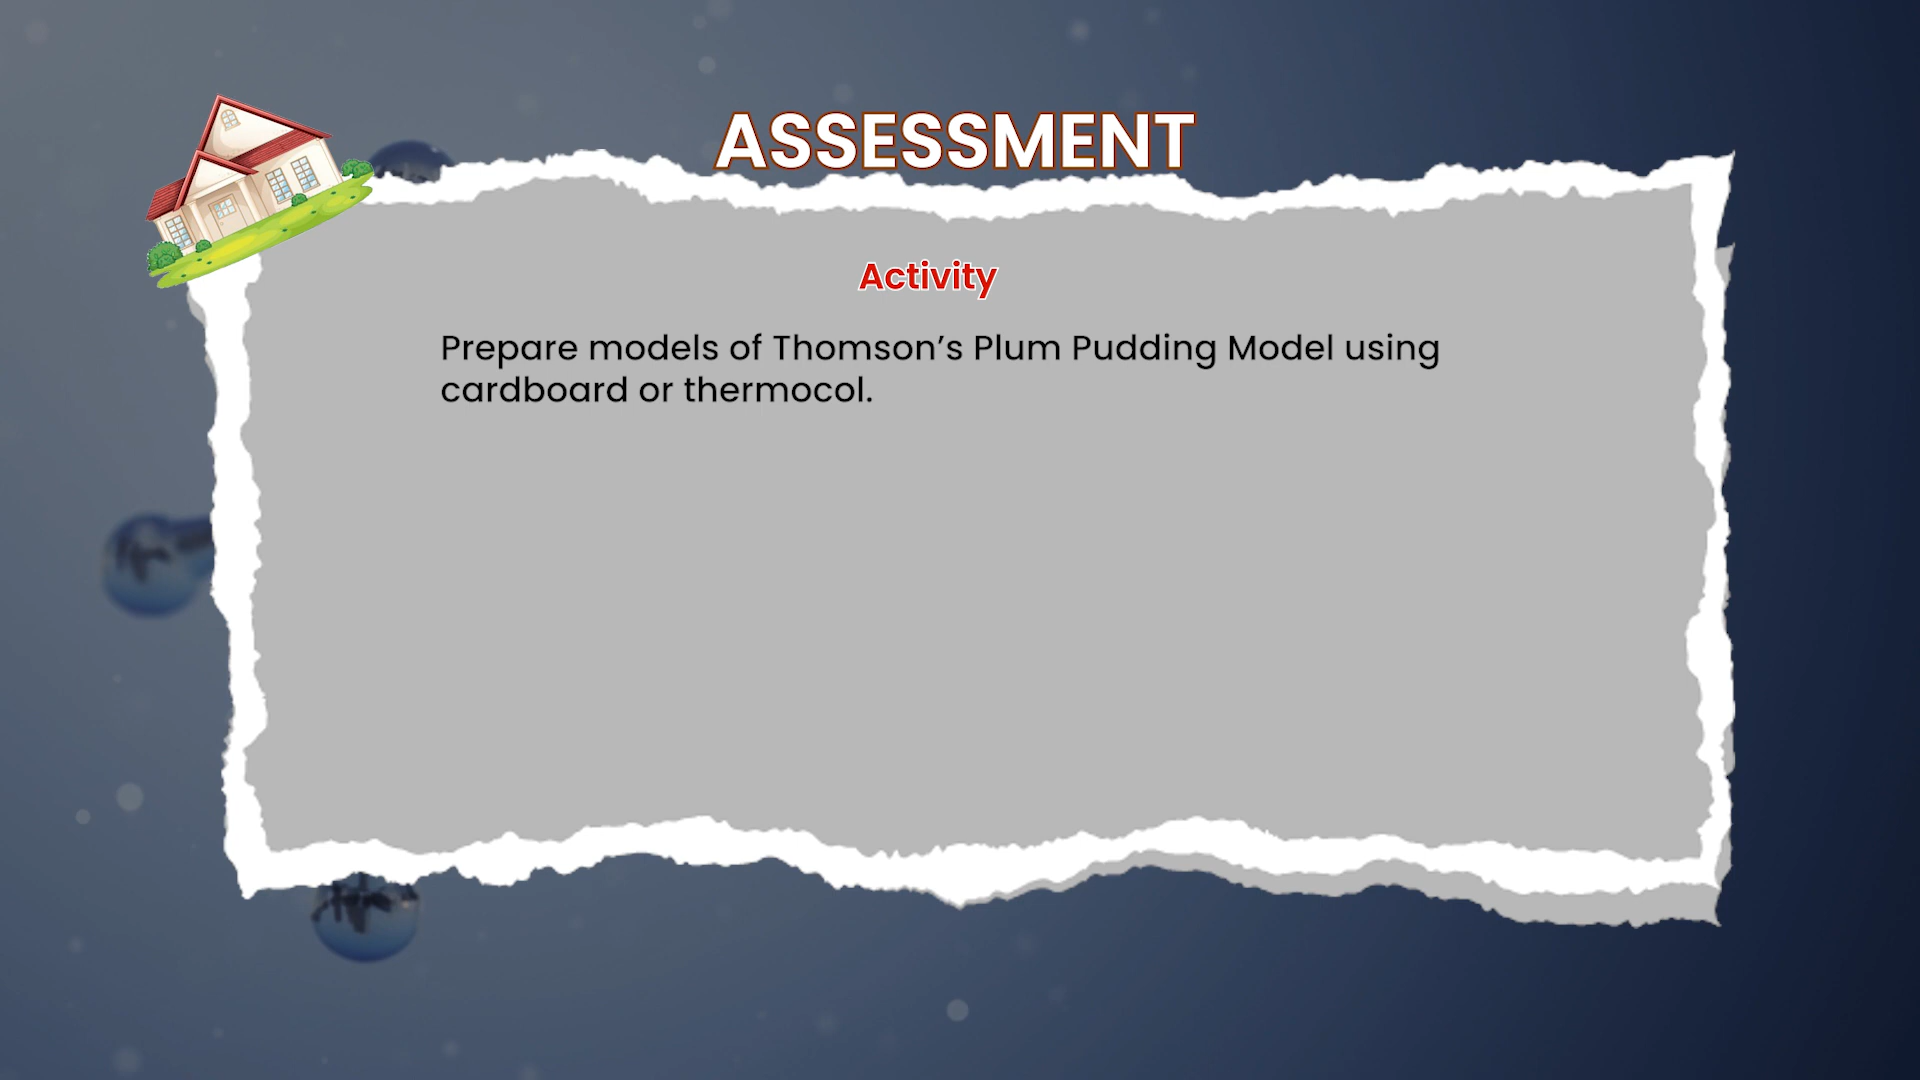 ASSESSMENT
Activity
Prepare models of Thomson’s Plum Pudding Model using
cardboard or thermocol.